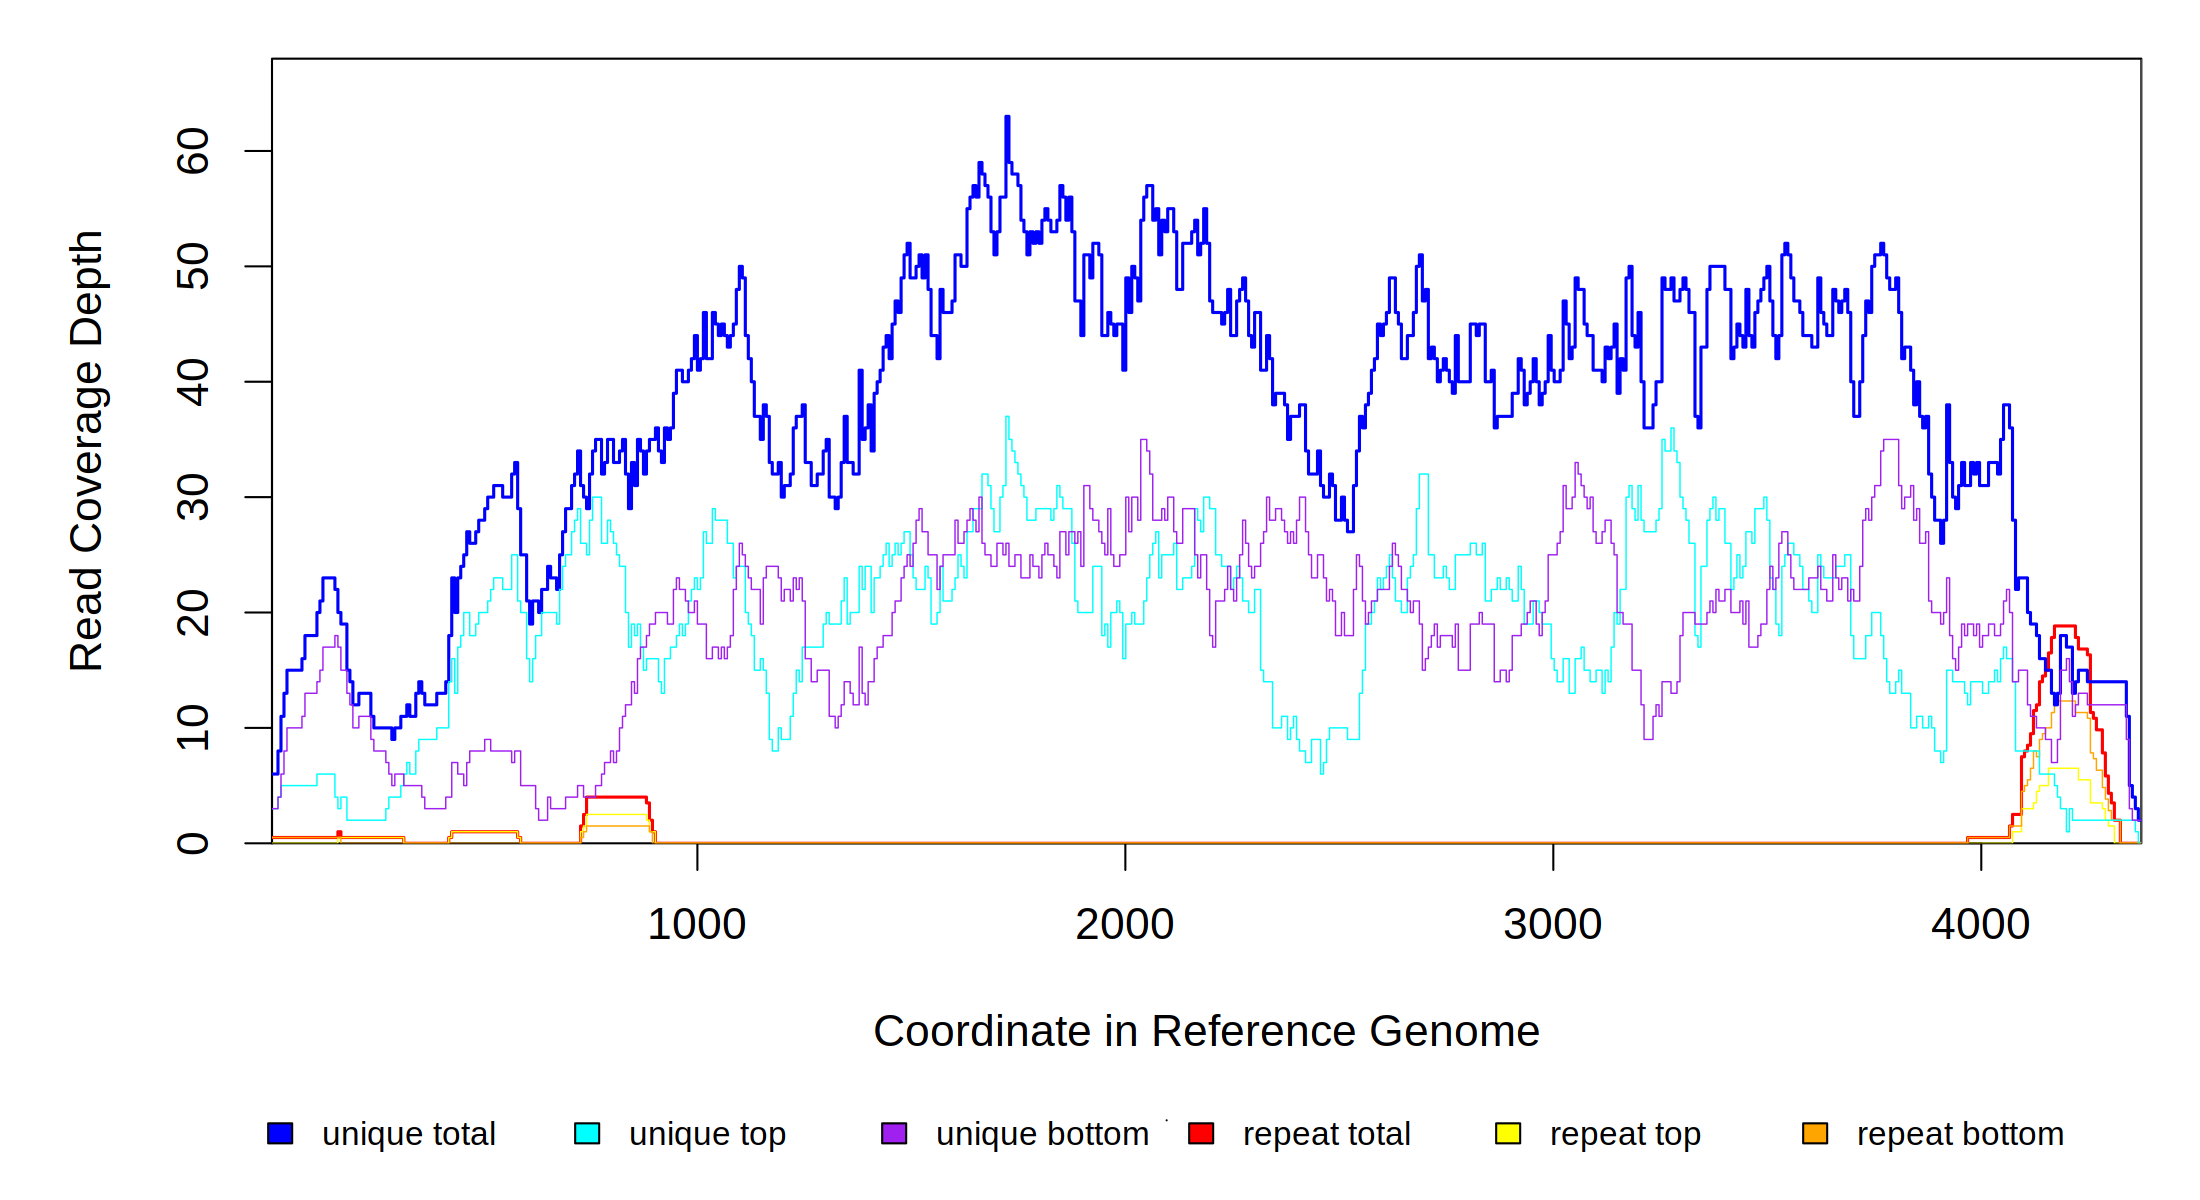 Read Coverage Depth
60
50
40
30
20
10
0
1000 2000 3000 4000
Coordinate in Reference Genome
unique total unique top unique bottom repeat total repeat top repeat bottom